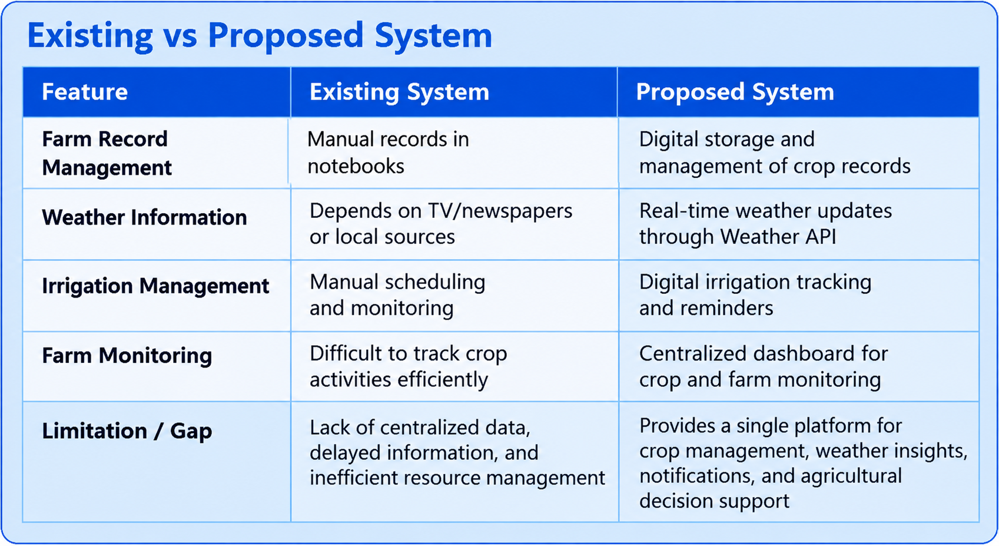 Existing vs Proposed System
Feature
Existing System
Proposed System
Farm Record
Management
Manual records in
notebooks
Digital storage and
management of crop records
Weather Information
Depends on TV/newspapers
or local sources
Real-time weather updates
through Weather API
Irrigation Management
Manual scheduling
and monitoring
Digital irrigation tracking
and reminders
Farm Monitoring
Difficult to track crop
activities efficiently
Centralized dashboard for
crop and farm monitoring
Limitation / Gap
Lack of centralized data,
delayed information, and
inefficient resource management
Provides a single platform for
crop management, weather insights,
notifications, and agricultural
decision support